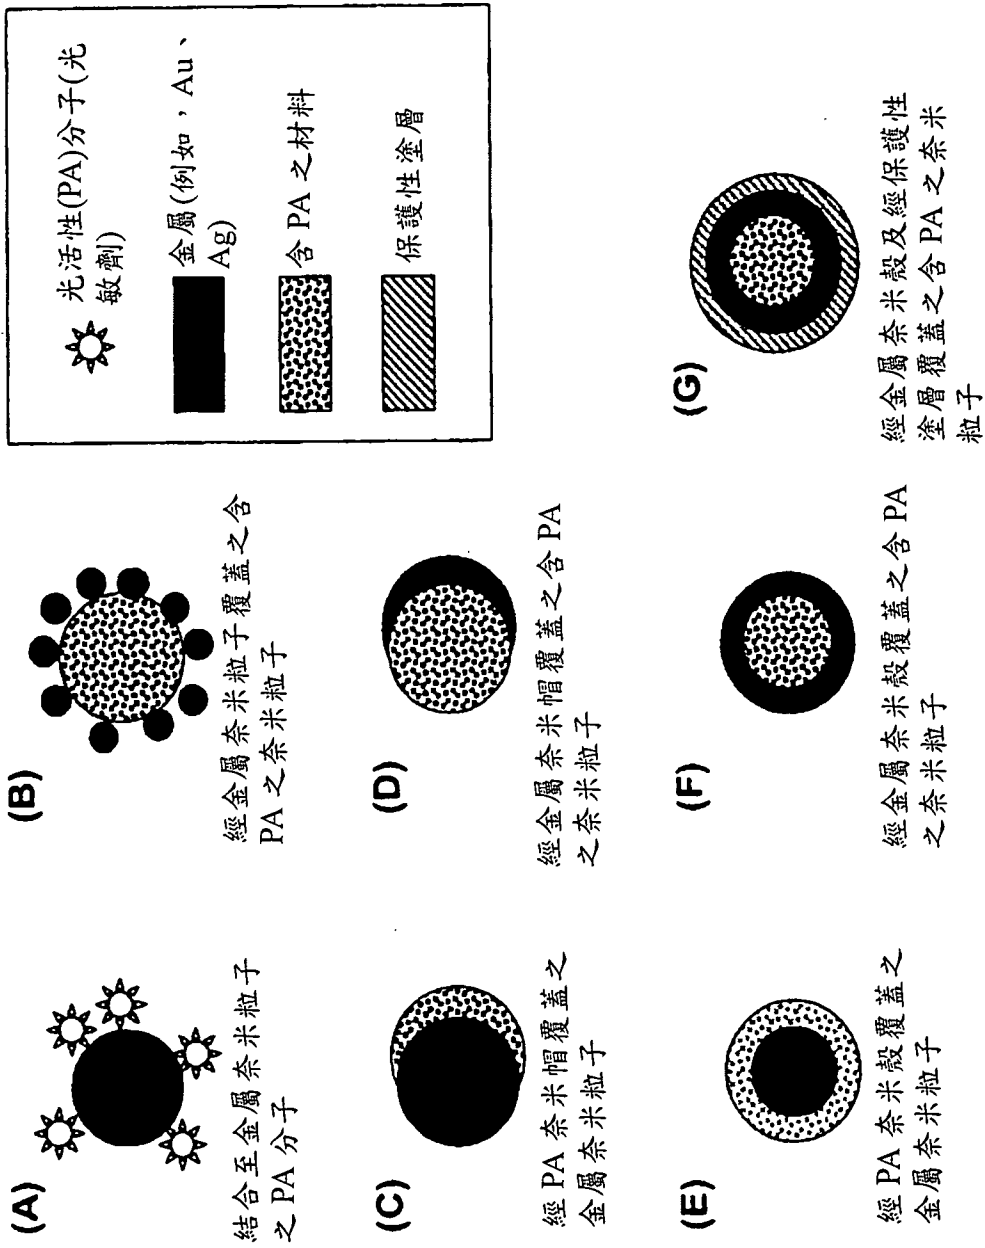 (A)
結合至金屬奈米粒子
之 PA 分子
(B)
經金屬奈米粒子覆蓋之含
PA 之奈米粒子
光活性(PA)分子(光
敏劑)
金屬(例如，Au、
Ag)
含 PA 之材料
保護性塗層
(C)
經 PA 奈米帽覆蓋之
金屬奈米粒子
(D)
經金屬奈米帽覆蓋之含 PA
之奈米粒子
(E)
經 PA 奈米殼覆蓋之
金屬奈米粒子
(F)
經金屬奈米殼覆蓋之含 PA
之奈米粒子
(G)
經金屬奈米殼及經保護性
塗層覆蓋之含 PA 之奈米
粒子